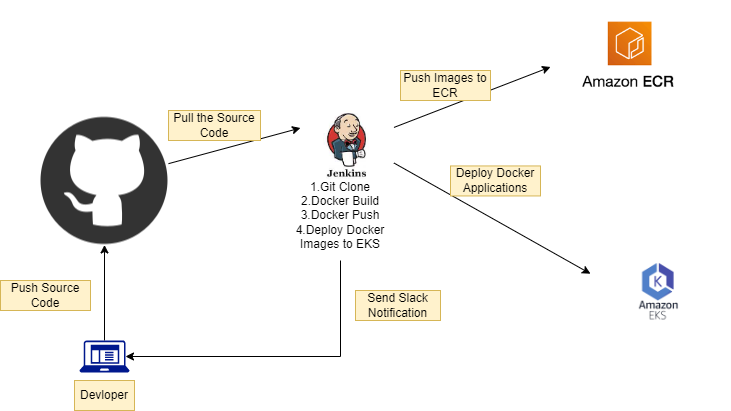 Amazon ECR
Push Images to
ECR
Pull the Source
Code
Jenkins
1.Git Clone
2.Docker Build
3.Docker Push
4.Deploy Docker
Images to EKS
Deploy Docker
Applications
K
Amazon
EKS
Push Source
Code
Send Slack
Notification
Devloper